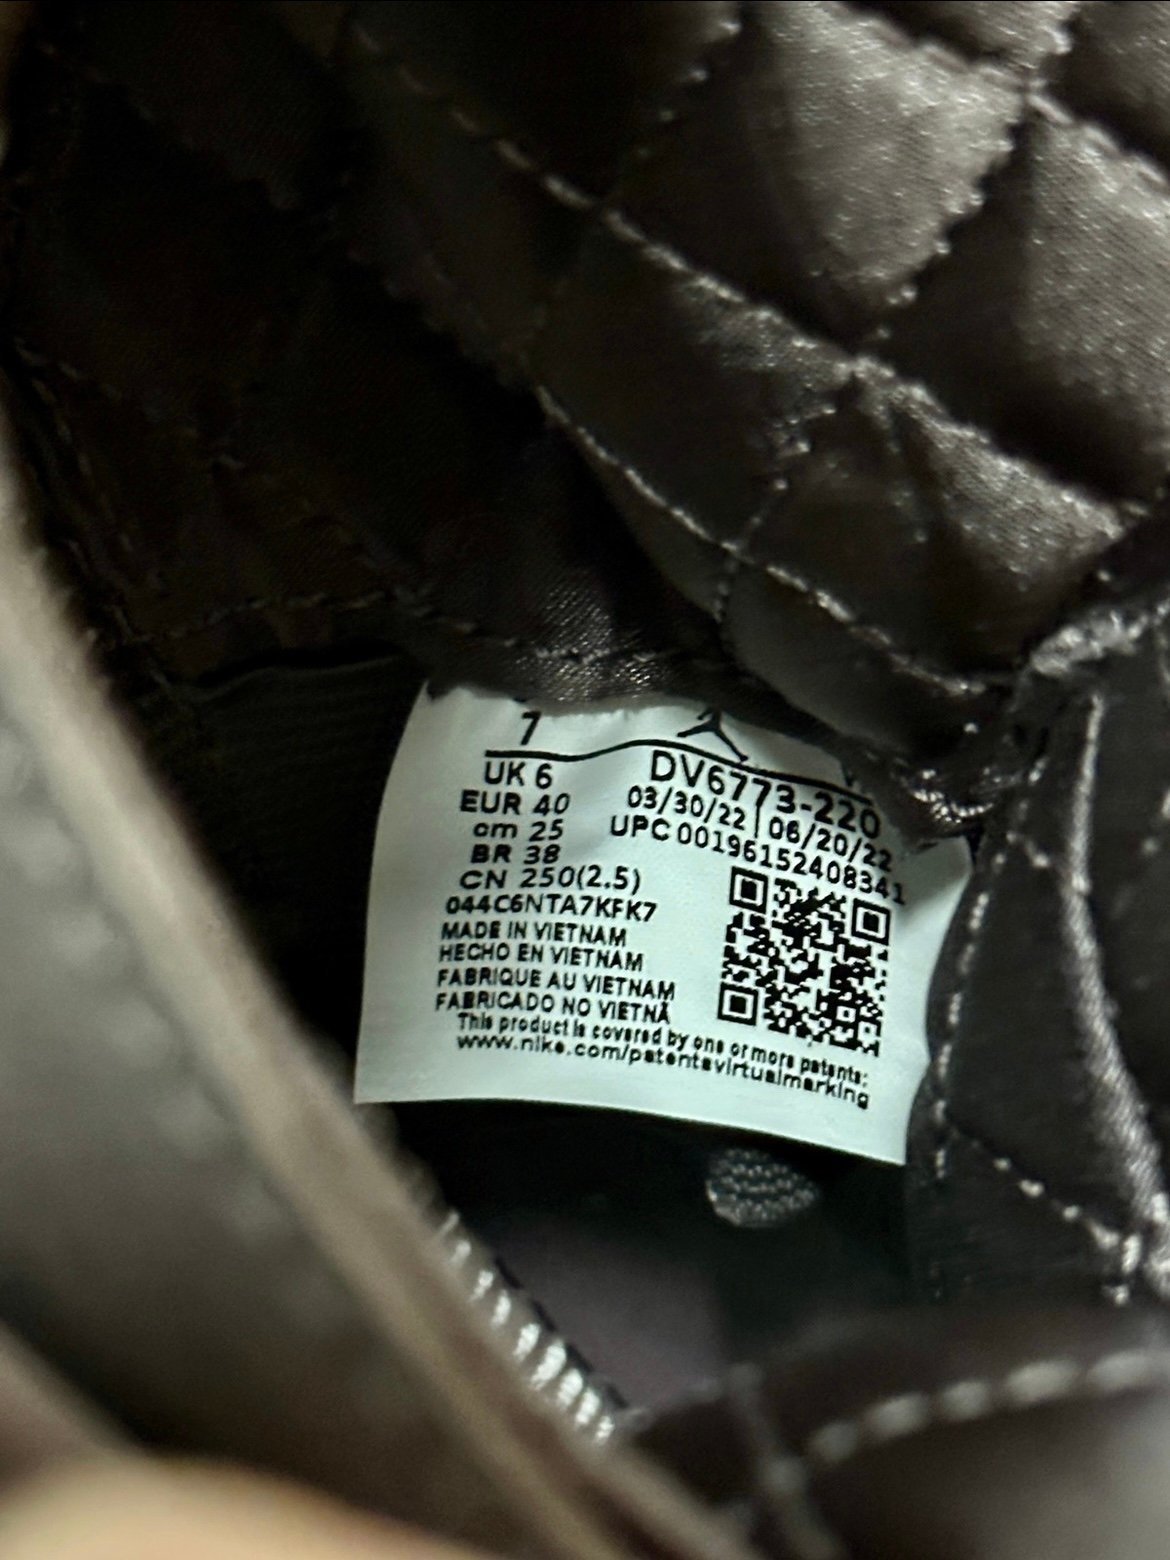 7
UK 6
EUR 40
cm 25
BR 38
CN 250(2.5)
044C6NTA7KFK7
MADE IN VIETNAM
HECHO EN VIETNAM
FABRIQUE AU VIETNAM
FABRICADO NO VIETNÃ
DV6773-220
03/30/22 | 06/20/22
UPC 00196152408341
This product is covered by one or more patents:
www.nike.com/patentsvirtualmarking